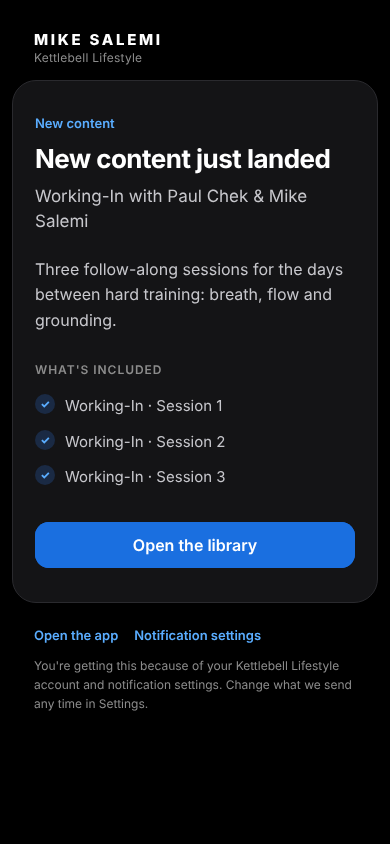 MIKE SALEMI
Kettlebell Lifestyle
New content
New content just landed
Working-In with Paul Chek & Mike
Salemi
Three follow-along sessions for the days
between hard training: breath, flow and
grounding.
WHAT'S INCLUDED
Working-In · Session 1
Working-In · Session 2
Working-In · Session 3
Open the library
Open the app Notification settings
You're getting this because of your Kettlebell Lifestyle
account and notification settings. Change what we send
any time in Settings.